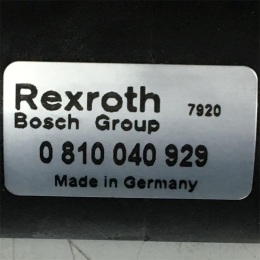 Rexroth 7920
Bosch Group
0 810 040 929
Made in Germany